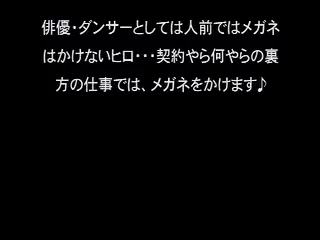 俳優・ダンサーとしては人前ではメガネ
はかけないヒロ・・・契約やら何やらの裏
方の仕事では、メガネをかけます♪